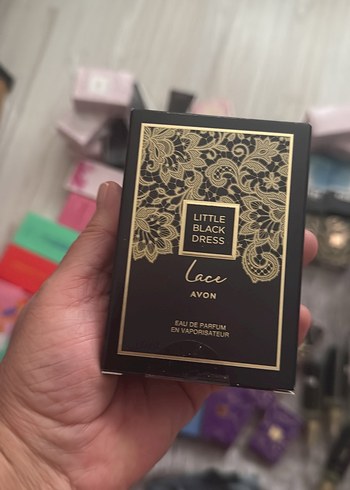 LITTLE
BLACK
DRESS
Lace
AVON
EAU DE PARFUM
EN VAPORISATEUR